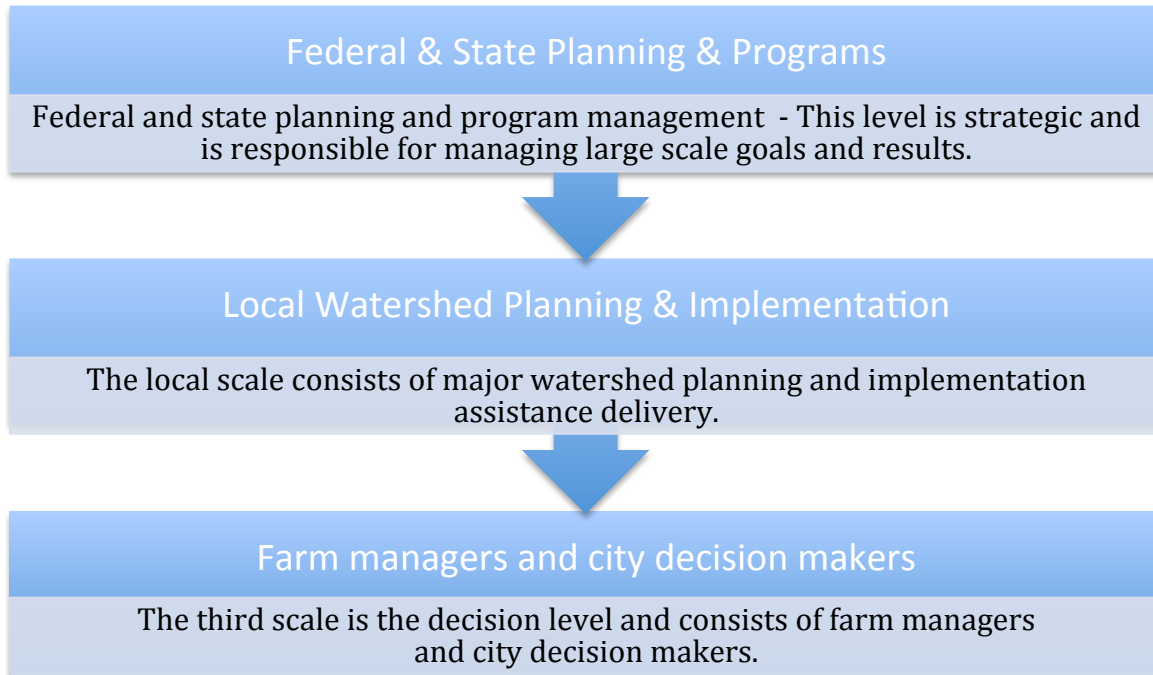 Federal & State Planning & Programs
Federal and state planning and program management  - This level is strategic and
is responsible for managing large scale goals and results.
Local Watershed Planning & Implementation
The local scale consists of major watershed planning and implementation
assistance delivery.
Farm managers and city decision makers
The third scale is the decision level and consists of farm managers
and city decision makers.